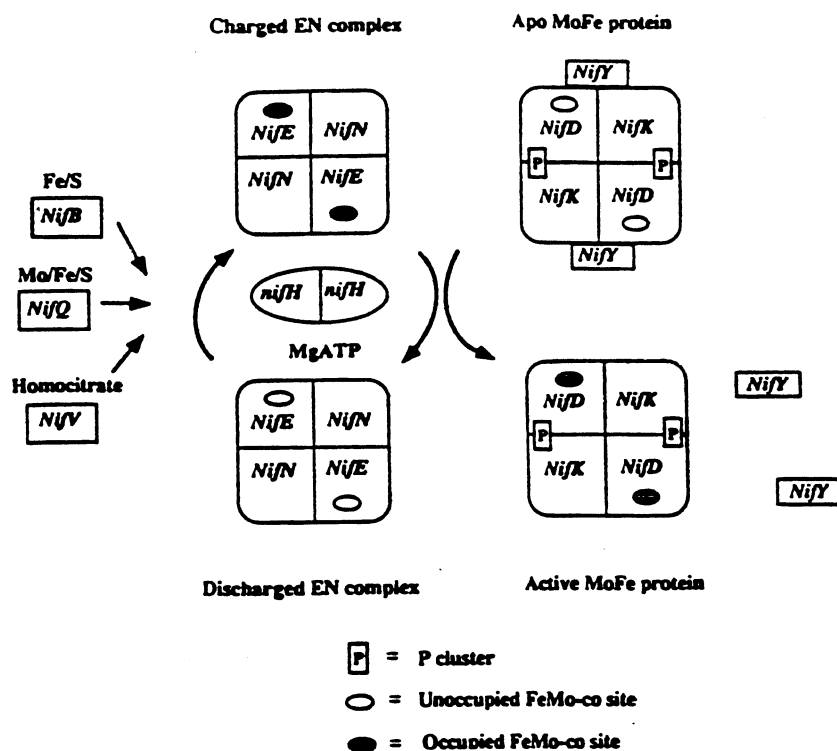 Charged EN complex
Apo MoFe protein
NifY
NifE
NifN
NifD
NifK
P
P
NifN
NifE
NifK
NifD
NifY
Fe/S
NifB
Mo/Fe/S
NifQ
Homocitrate
NifV
nifH
nifH
MgATP
NifE
NifN
NifN
NifE
NifD
NifK
P
P
NifK
NifD
NifY
NifY
Discharged EN complex
Active MoFe protein
P = P cluster
= Unoccupied FeMo-co site
= Occupied FeMo-co site